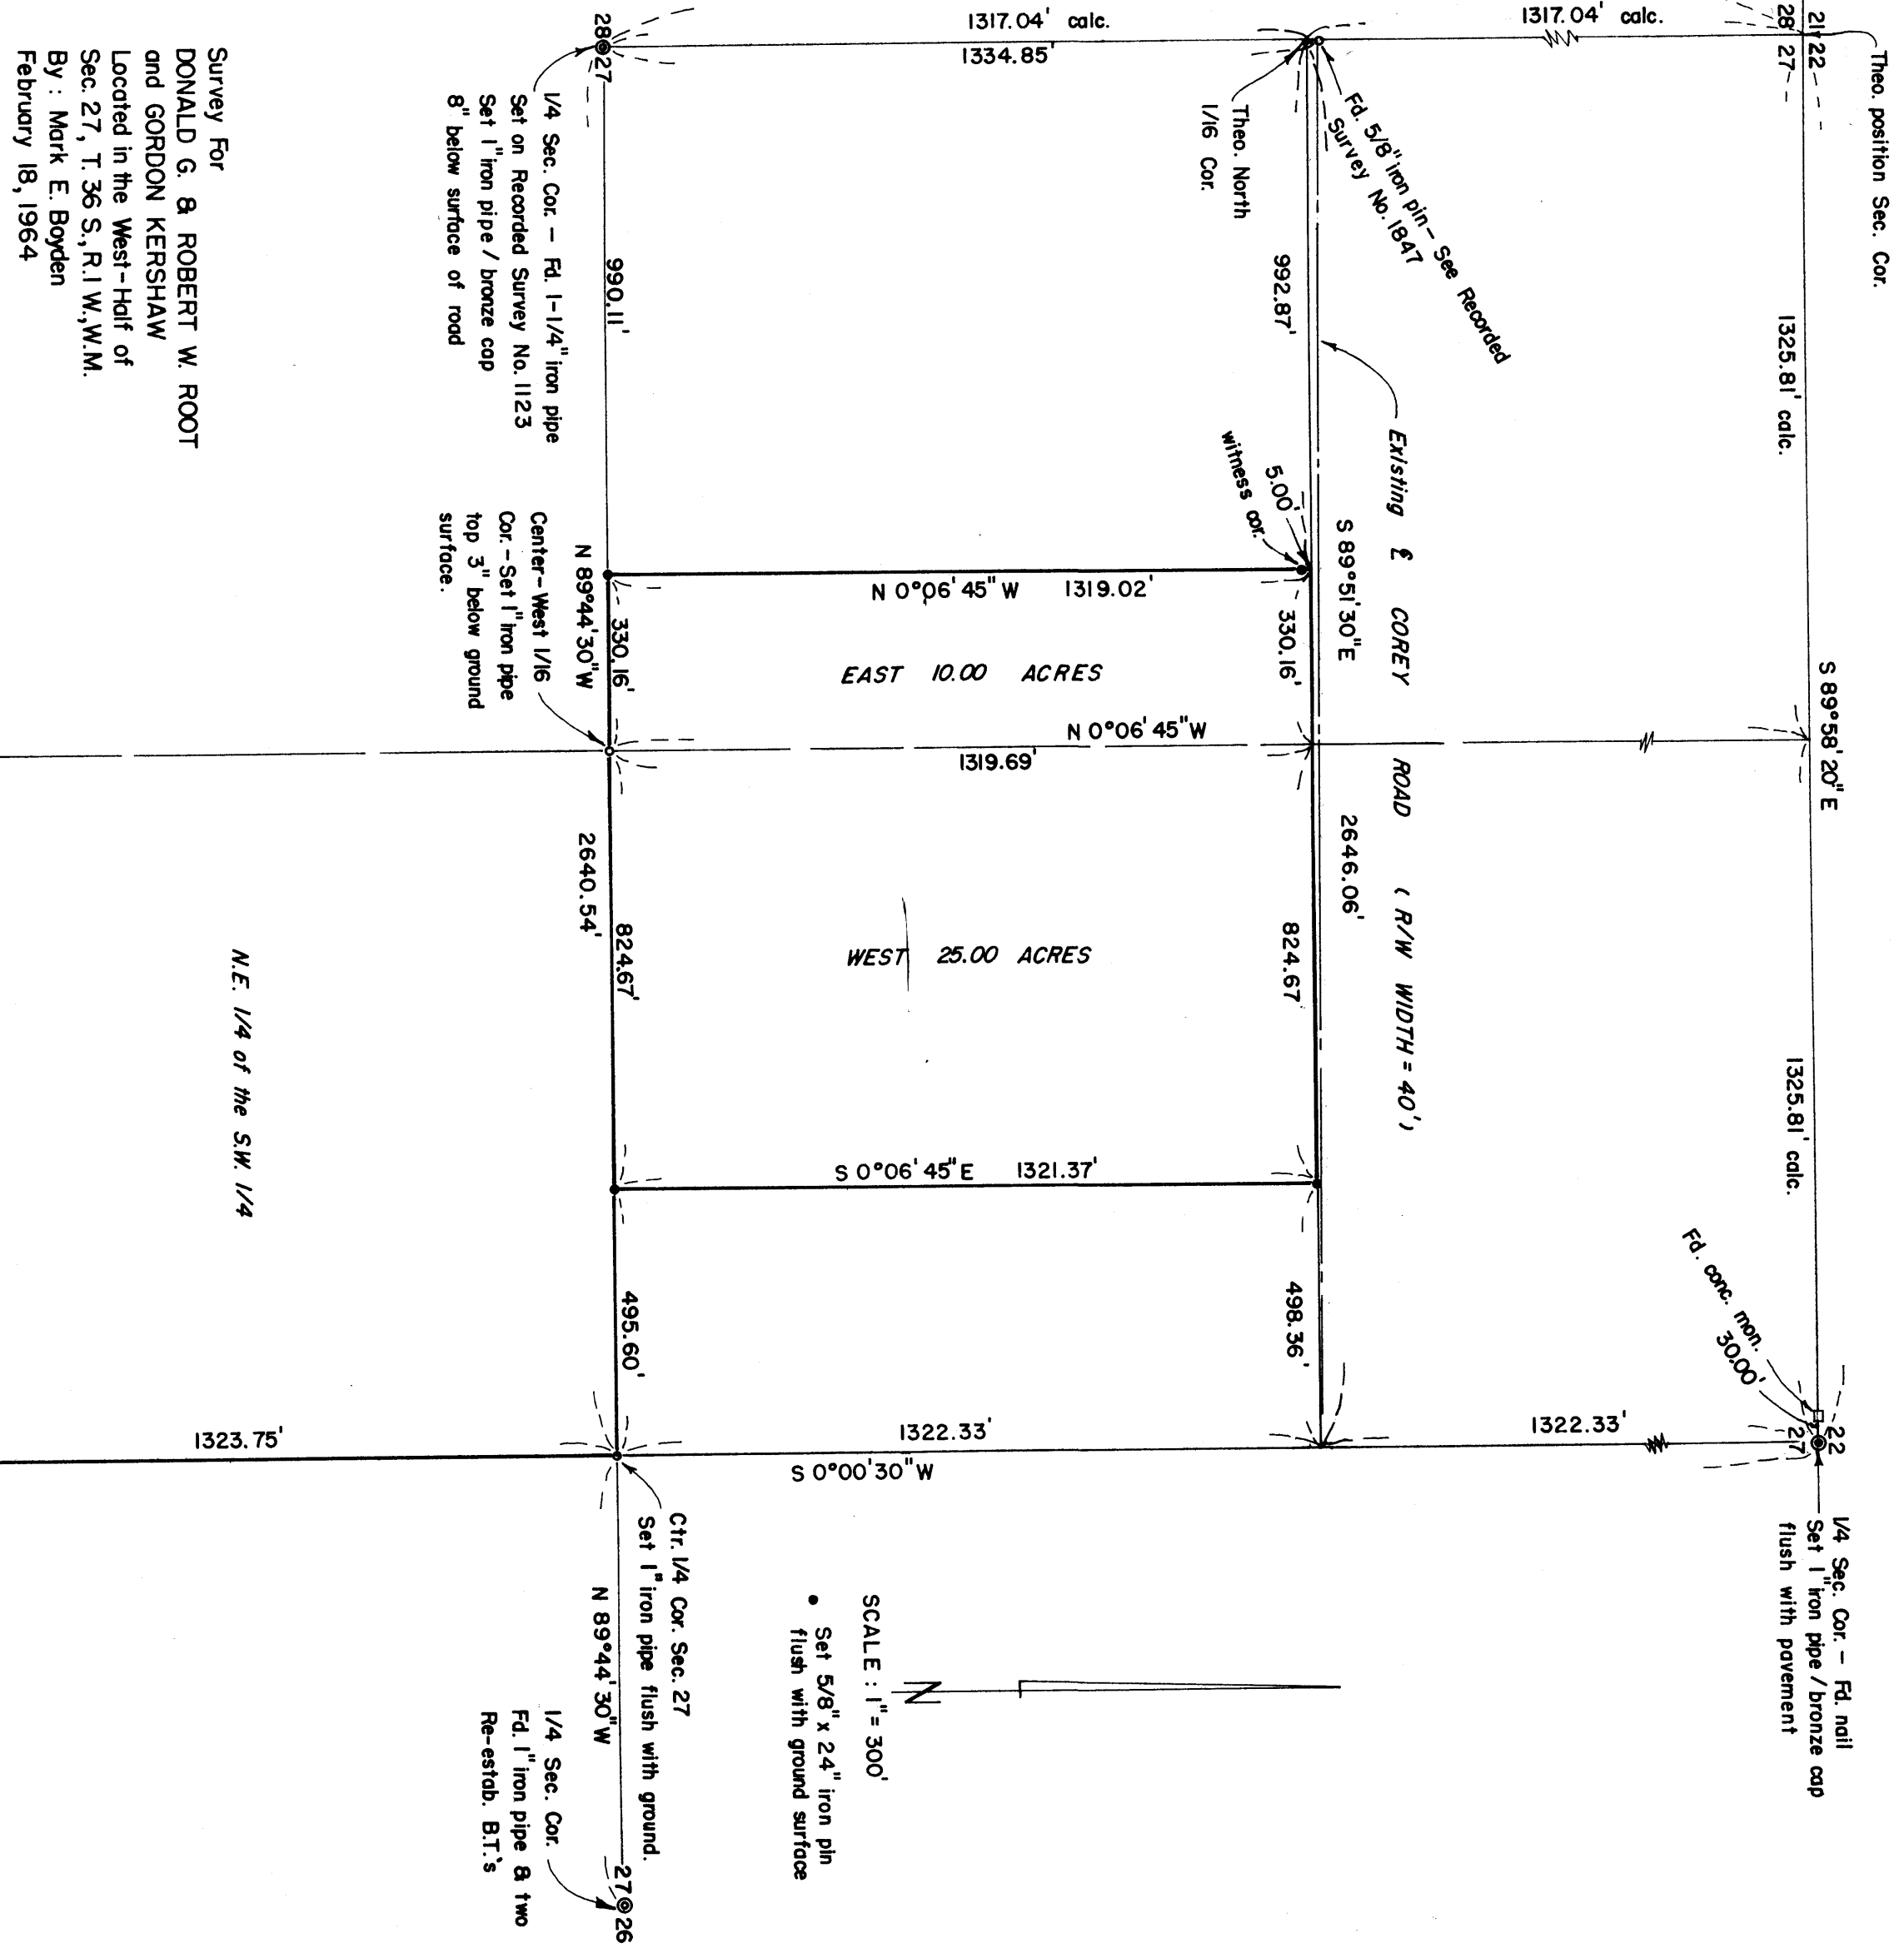 Theo. position Sec. Cor.
21 22
28 27
1325.81' calc.
S 89°58' 20" E
1325.81' calc.
Fd. conc. mon.
30.00'
22
27
1/4 Sec. Cor. – Fd. nail
Set 1" iron pipe / bronze cap
flush with pavement
1317.04' calc.
1317.04' calc.
1334.85'
1322.33'
Fd. 5/8" iron pin – See Recorded
Survey No. 1847
Theo. North
1/16 Cor.
Existing ℄ COREY ROAD ( R/W WIDTH = 40' )
S 89°51'30" E
2646.06'
992.87'
330.16'
824.67
498.36'
5.00'
witness cor.
N 0°06' 45" W 1319.02'
EAST 10.00 ACRES
N 0°06' 45" W
1319.69'
WEST 25.00 ACRES
S 0°06' 45" E 1321.37'
1322.33'
S 0°00'30" W
1323.75'
28
27
990.11'
330.16'
824.67'
495.60'
N 89°44'30" W
2640.54'
1/4 Sec. Cor. – Fd. 1-1/4" iron pipe
Set on Recorded Survey No. 1123
Set 1" iron pipe / bronze cap
8" below surface of road
Center-West 1/16
Cor. – Set 1" iron pipe
top 3" below ground
surface.
Ctr. 1/4 Cor. Sec. 27
Set 1" iron pipe flush with ground.
N 89°44' 30" W
27 26
1/4 Sec. Cor.
Fd. 1" iron pipe & two
Re-estab. B.T.'s
SCALE : 1" = 300'
• Set 5/8" x 24" iron pin
flush with ground surface
N
N.E. 1/4 of the S.W. 1/4
Survey For
DONALD G. & ROBERT W. ROOT
and GORDON KERSHAW
Located in the West-Half of
Sec. 27, T. 36 S., R.1 W., W.M.
By : Mark E. Boyden
February 18, 1964